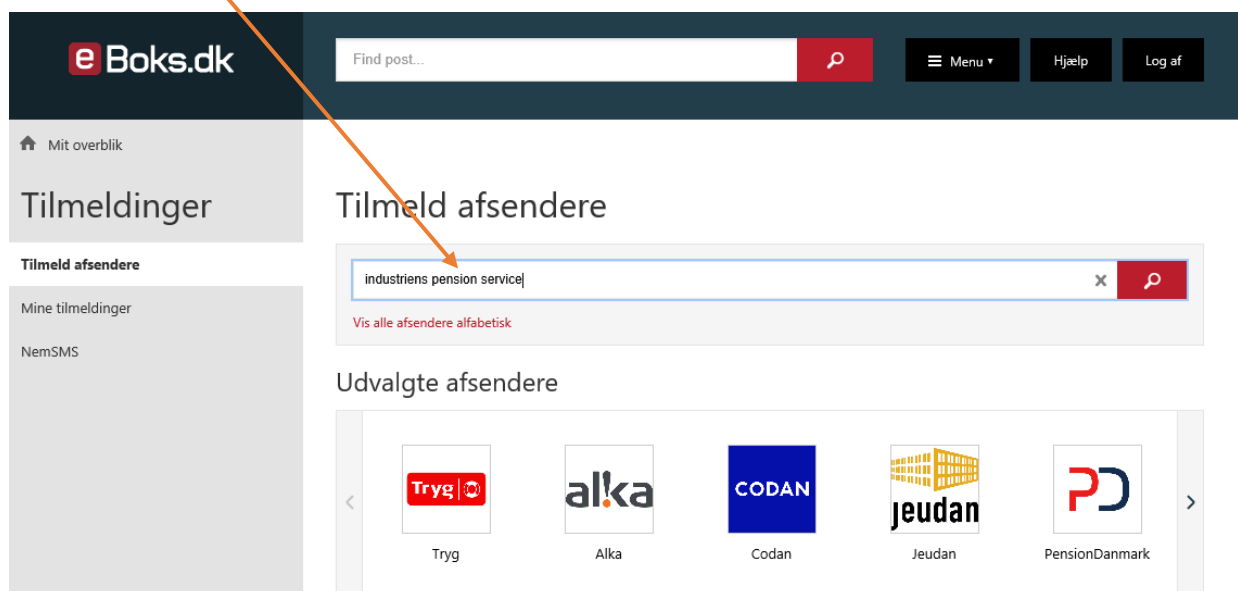 e Boks.dk
Find post...
Menu
Hjælp
Log af
Mit overblik
Tilmeldinger
Tilmeld afsendere
Mine tilmeldinger
NemSMS
Tilmeld afsendere
industriens pension service
Vis alle afsendere alfabetisk
Udvalgte afsendere
Tryg
alka
CODAN
jeudan
PD
Tryg
Alka
Codan
Jeudan
PensionDanmark